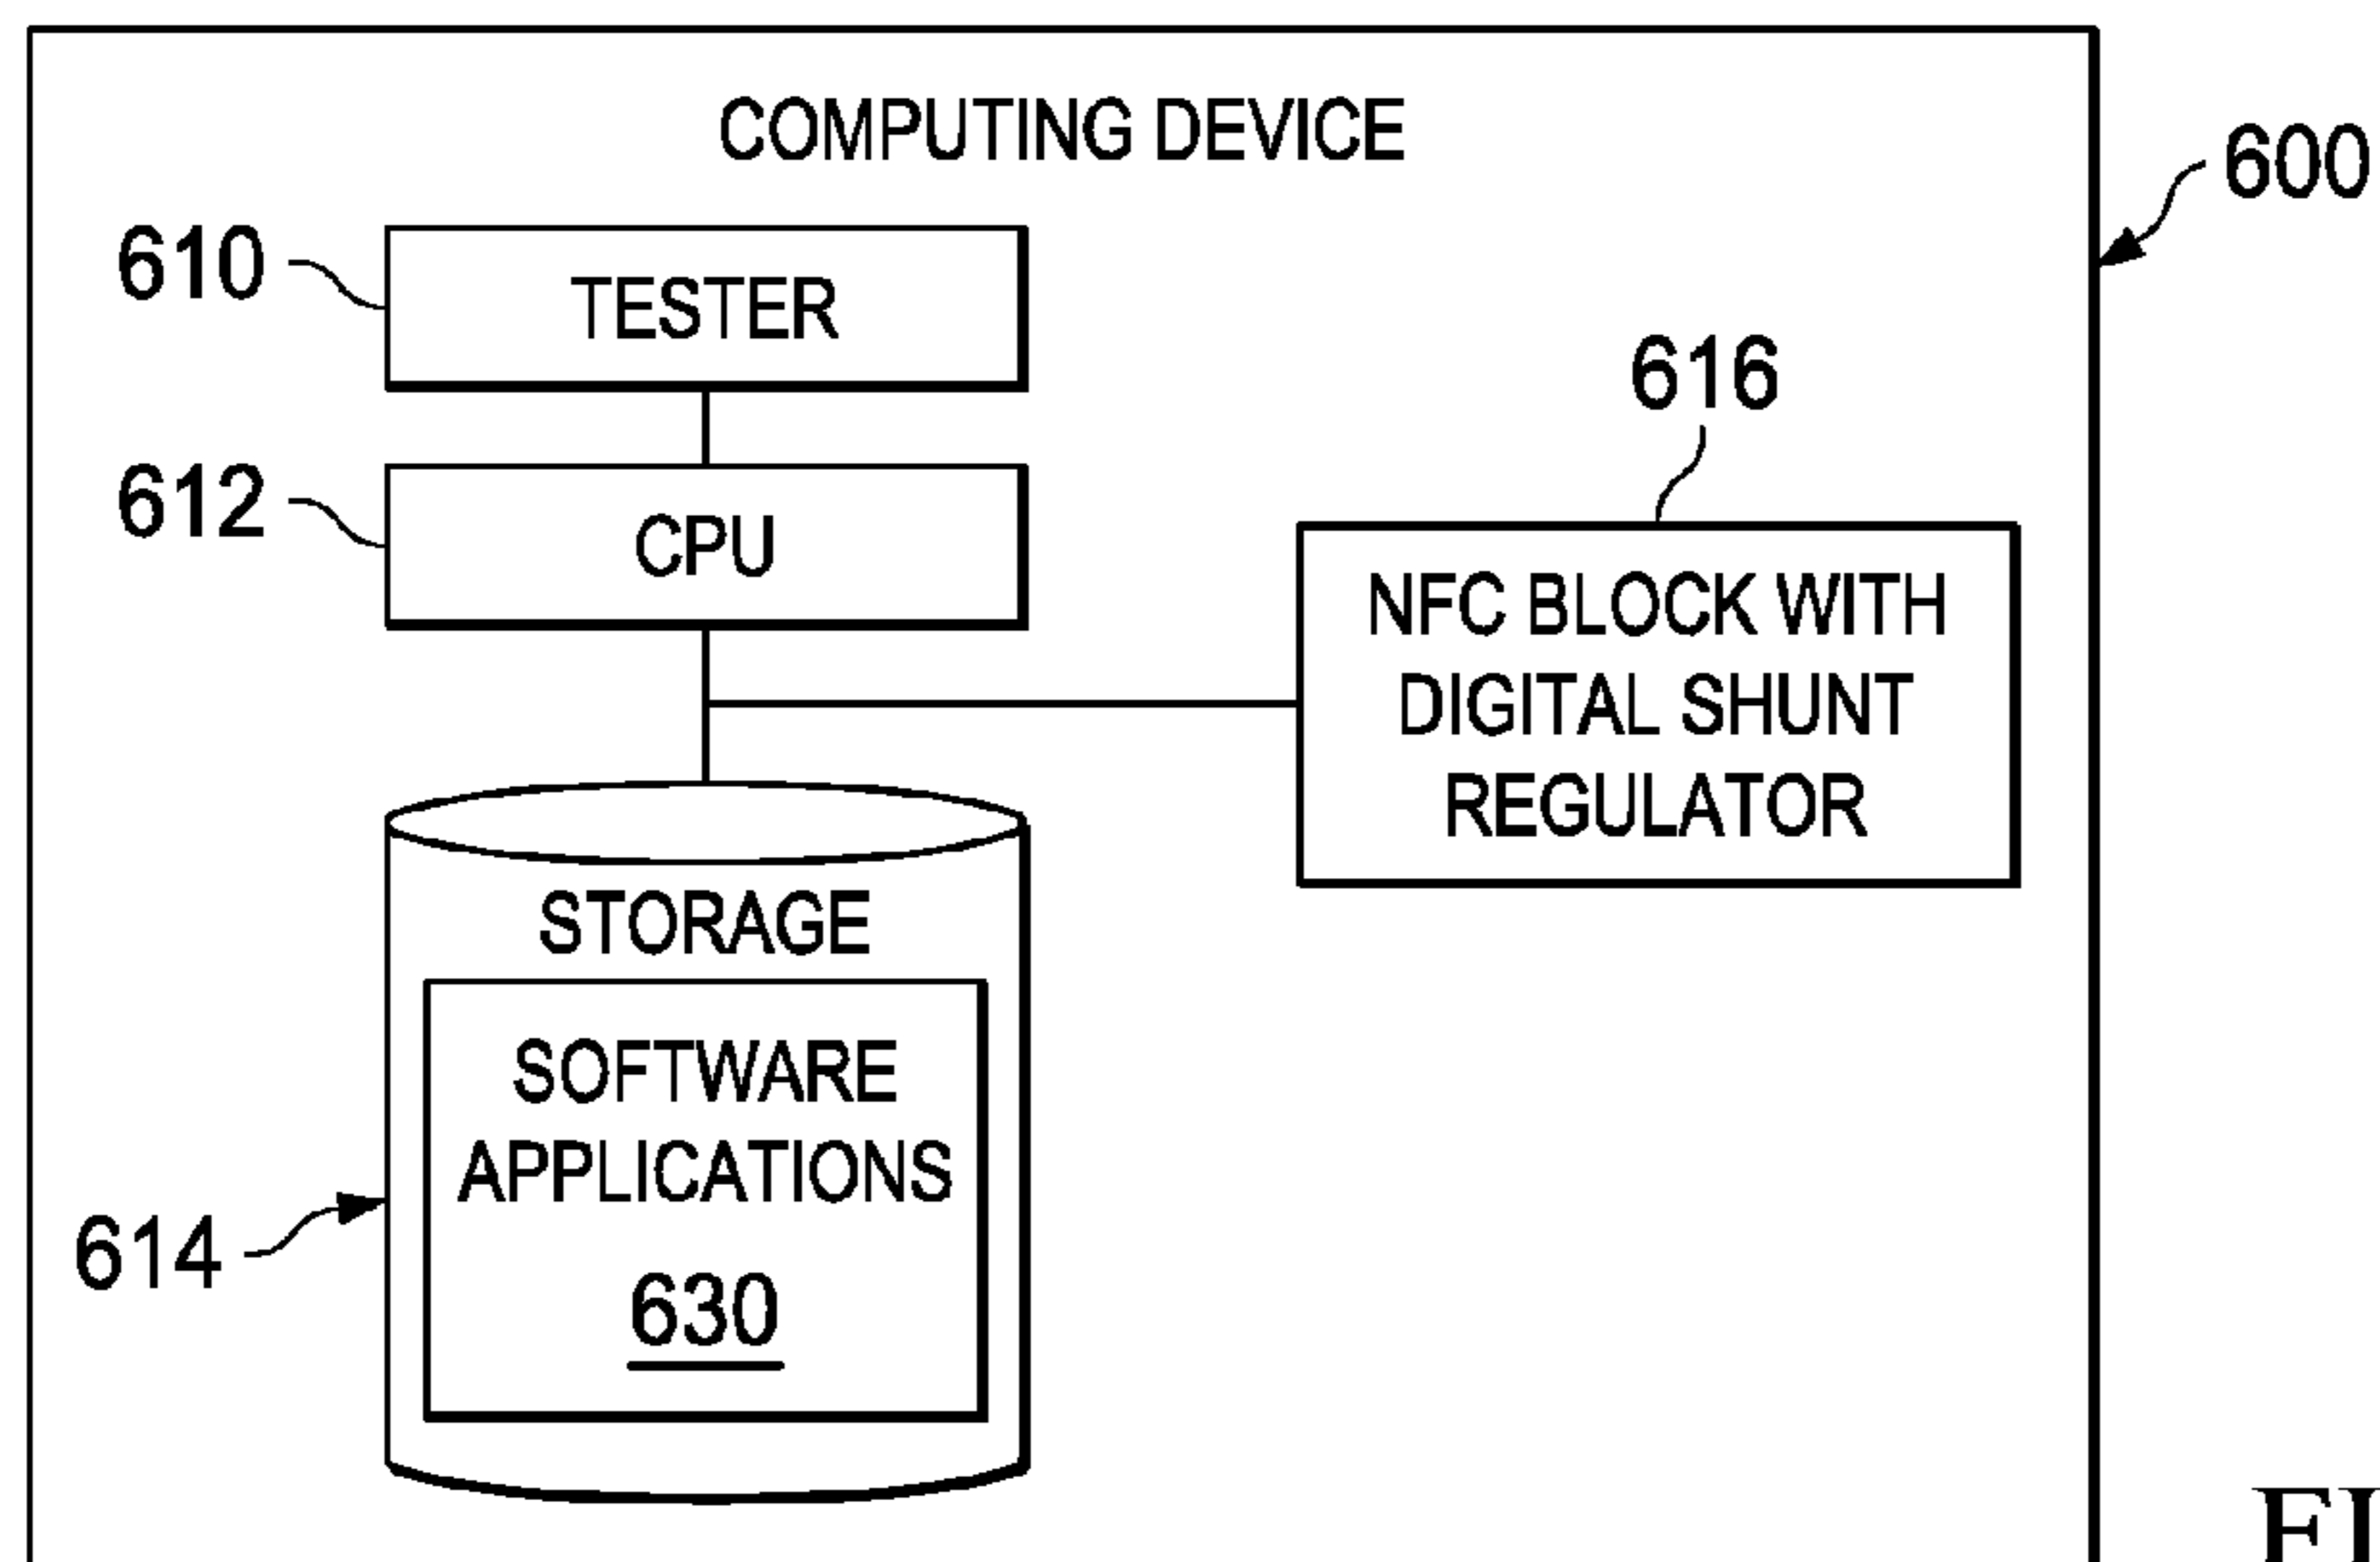 COMPUTING DEVICE
600
610
TESTER
616
612
CPU
NFC BLOCK WITH
DIGITAL SHUNT
REGULATOR
STORAGE
SOFTWARE
APPLICATIONS
614
630